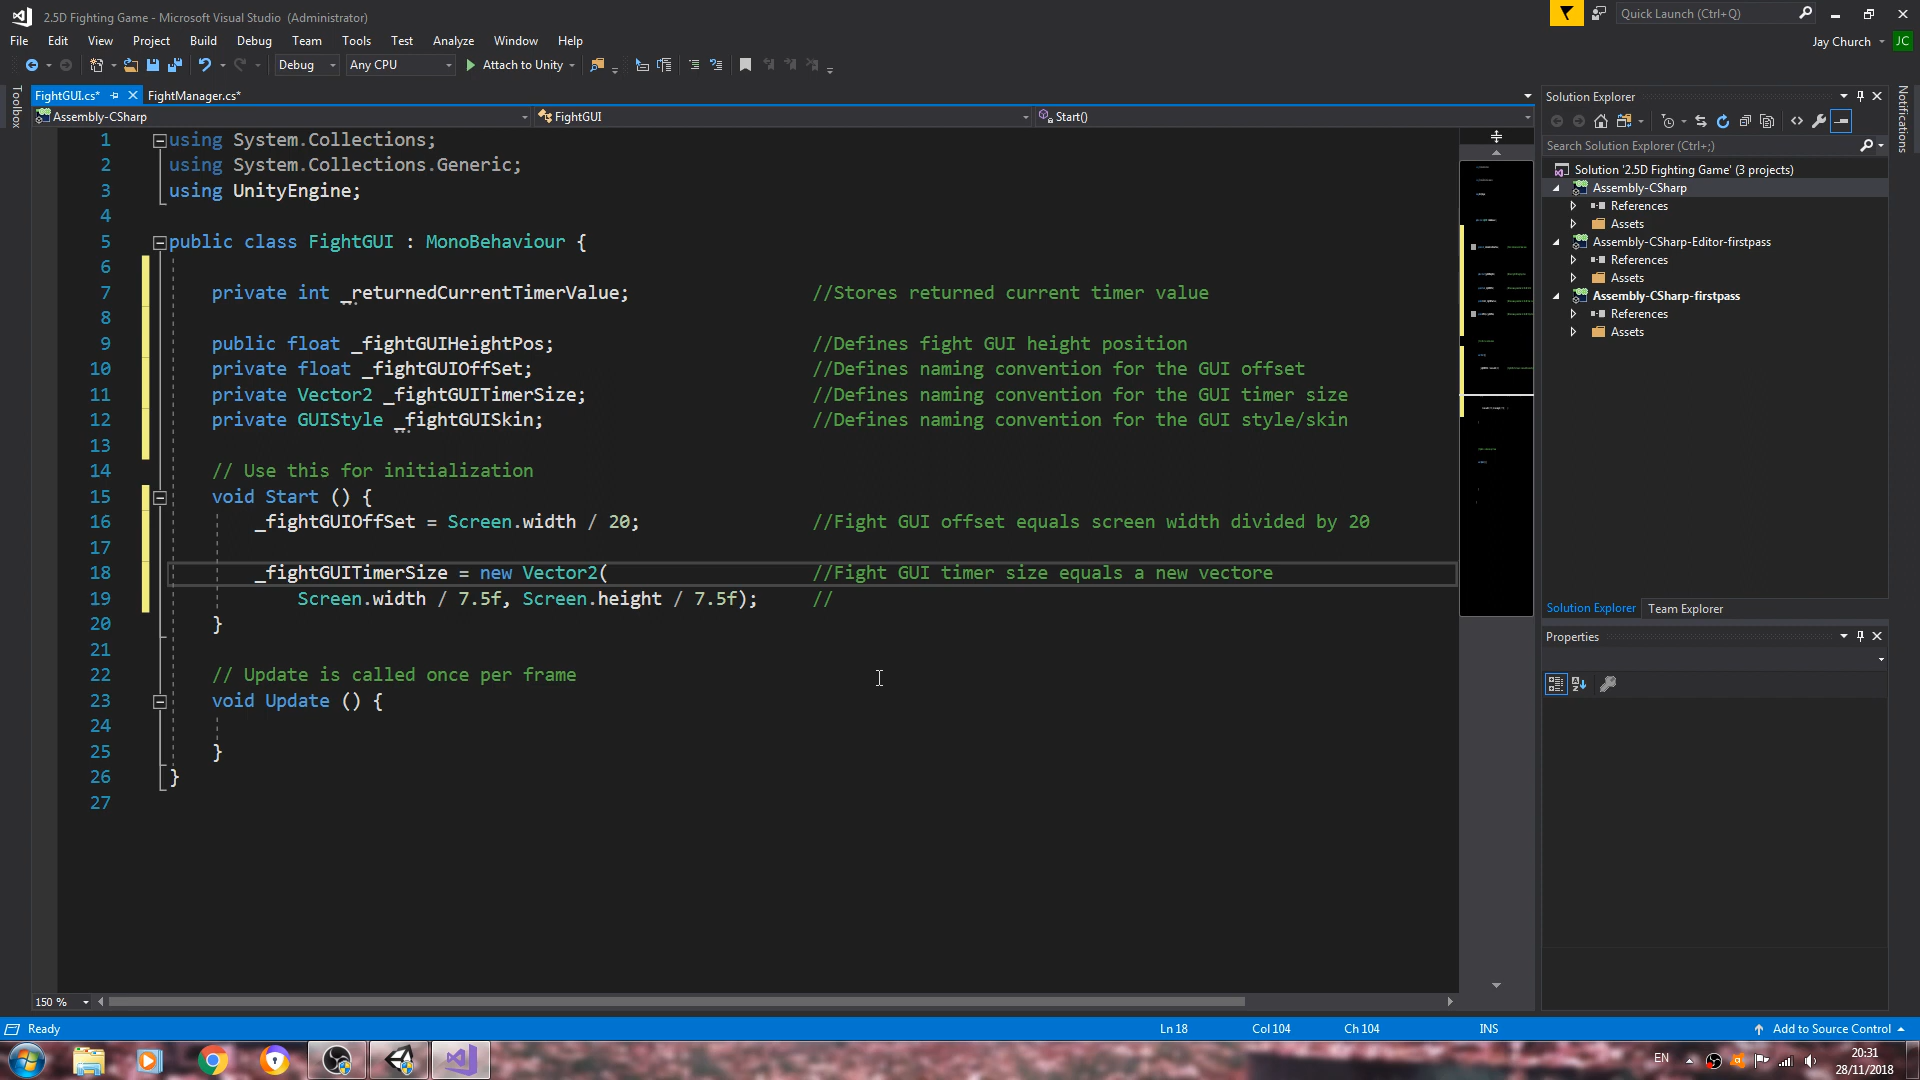 2.5D Fighting Game - Microsoft Visual Studio (Administrator)
Quick Launch (Ctrl+Q)
File Edit View Project Build Debug Team Tools Test Analyze Window Help
Jay Church JC
Debug Any CPU Attach to Unity
Toolbox
FightGUI.cs* FightManager.cs*
Assembly-CSharp FightGUI Start()
1 using System.Collections;
2 using System.Collections.Generic;
3 using UnityEngine;
4
5 public class FightGUI : MonoBehaviour {
6
7 private int _returnedCurrentTimerValue; //Stores returned current timer value
8
9 public float _fightGUIHeightPos; //Defines fight GUI height position
10 private float _fightGUIOffSet; //Defines naming convention for the GUI offset
11 private Vector2 _fightGUITimerSize; //Defines naming convention for the GUI timer size
12 private GUIStyle _fightGUISkin; //Defines naming convention for the GUI style/skin
13
14 // Use this for initialization
15 void Start () {
16 _fightGUIOffSet = Screen.width / 20; //Fight GUI offset equals screen width divided by 20
17
18 _fightGUITimerSize = new Vector2( //Fight GUI timer size equals a new vectore
19 Screen.width / 7.5f, Screen.height / 7.5f); //
20 }
21
22 // Update is called once per frame
23 void Update () {
24
25 }
26 }
27
150 %
Solution Explorer
Search Solution Explorer (Ctrl+;)
Solution '2.5D Fighting Game' (3 projects)
Assembly-CSharp
References
Assets
Assembly-CSharp-Editor-firstpass
References
Assets
Assembly-CSharp-firstpass
References
Assets
Solution Explorer Team Explorer
Properties
Notifications
Ready Ln 18 Col 104 Ch 104 INS Add to Source Control
EN
20:31
28/11/2018